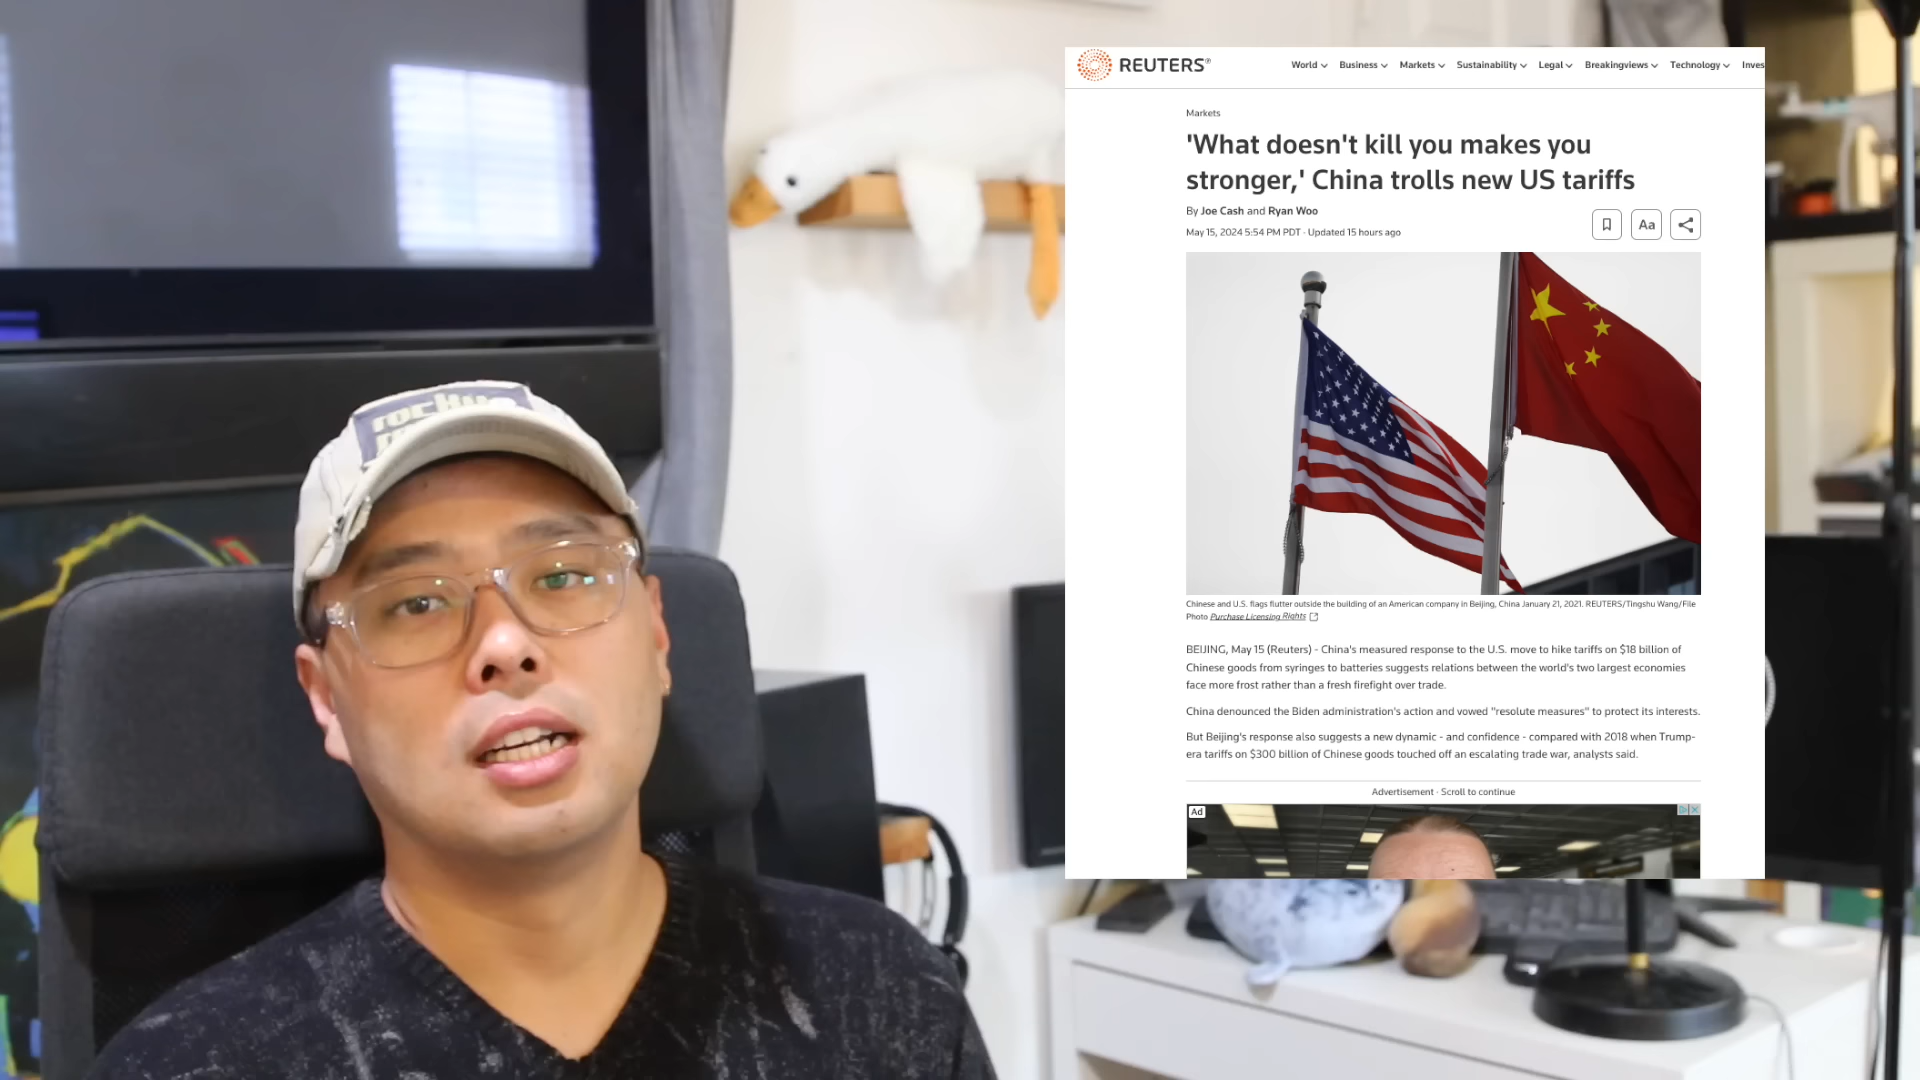 REUTERS®
World Business Markets Sustainability Legal Breakingviews Technology Inves
Markets
'What doesn't kill you makes you
stronger,' China trolls new US tariffs
By Joe Cash and Ryan Woo
May 15, 2024 5:54 PM PDT · Updated 15 hours ago
Aa
Chinese and U.S. flags flutter outside the building of an American company in Beijing, China January 21, 2021. REUTERS/Tingshu Wang/File
Photo Purchase Licensing Rights
BEIJING, May 15 (Reuters) - China's measured response to the U.S. move to hike tariffs on $18 billion of
Chinese goods from syringes to batteries suggests relations between the world's two largest economies
face more frost rather than a fresh firefight over trade.
China denounced the Biden administration's action and vowed "resolute measures" to protect its interests.
But Beijing's response also suggests a new dynamic - and confidence - compared with 2018 when Trump-
era tariffs on $300 billion of Chinese goods touched off an escalating trade war, analysts said.
Advertisement · Scroll to continue
Ad